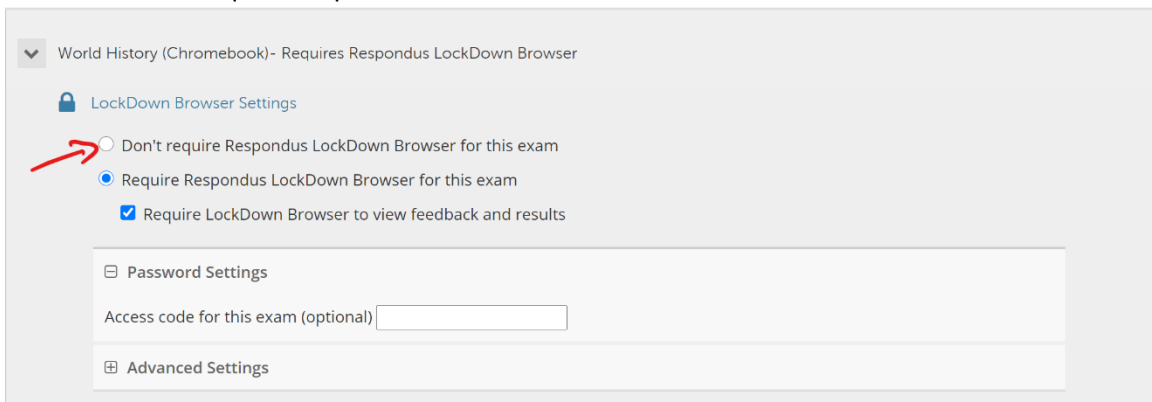 World History (Chromebook)- Requires Respondus LockDown Browser
LockDown Browser Settings
Don't require Respondus LockDown Browser for this exam
Require Respondus LockDown Browser for this exam
Require LockDown Browser to view feedback and results
Password Settings
Access code for this exam (optional)
Advanced Settings